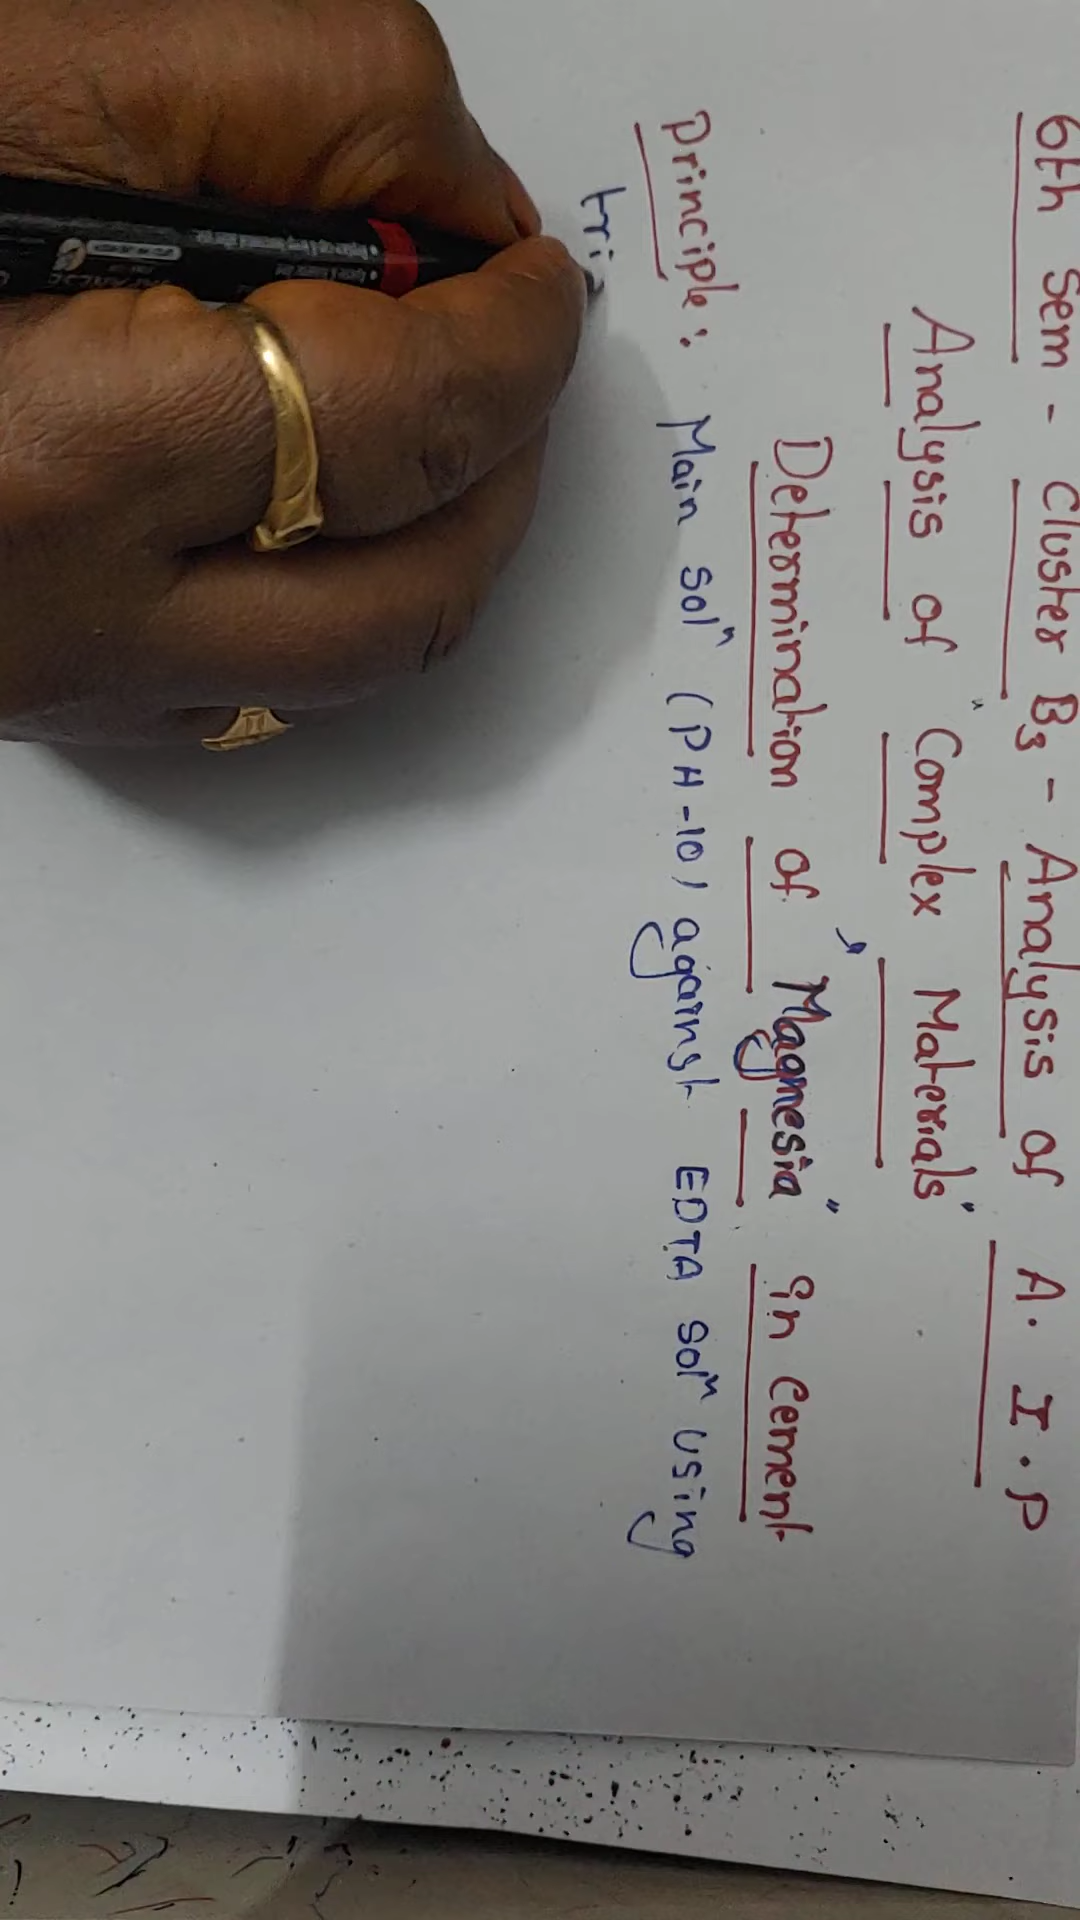 6th Sem - Cluster B3 - Analysis of A. I. P
"Analysis of Complex Materials"
"Determination of Magnesia" in Cement
Principle: Main solⁿ (PH-10) against EDTA solⁿ using